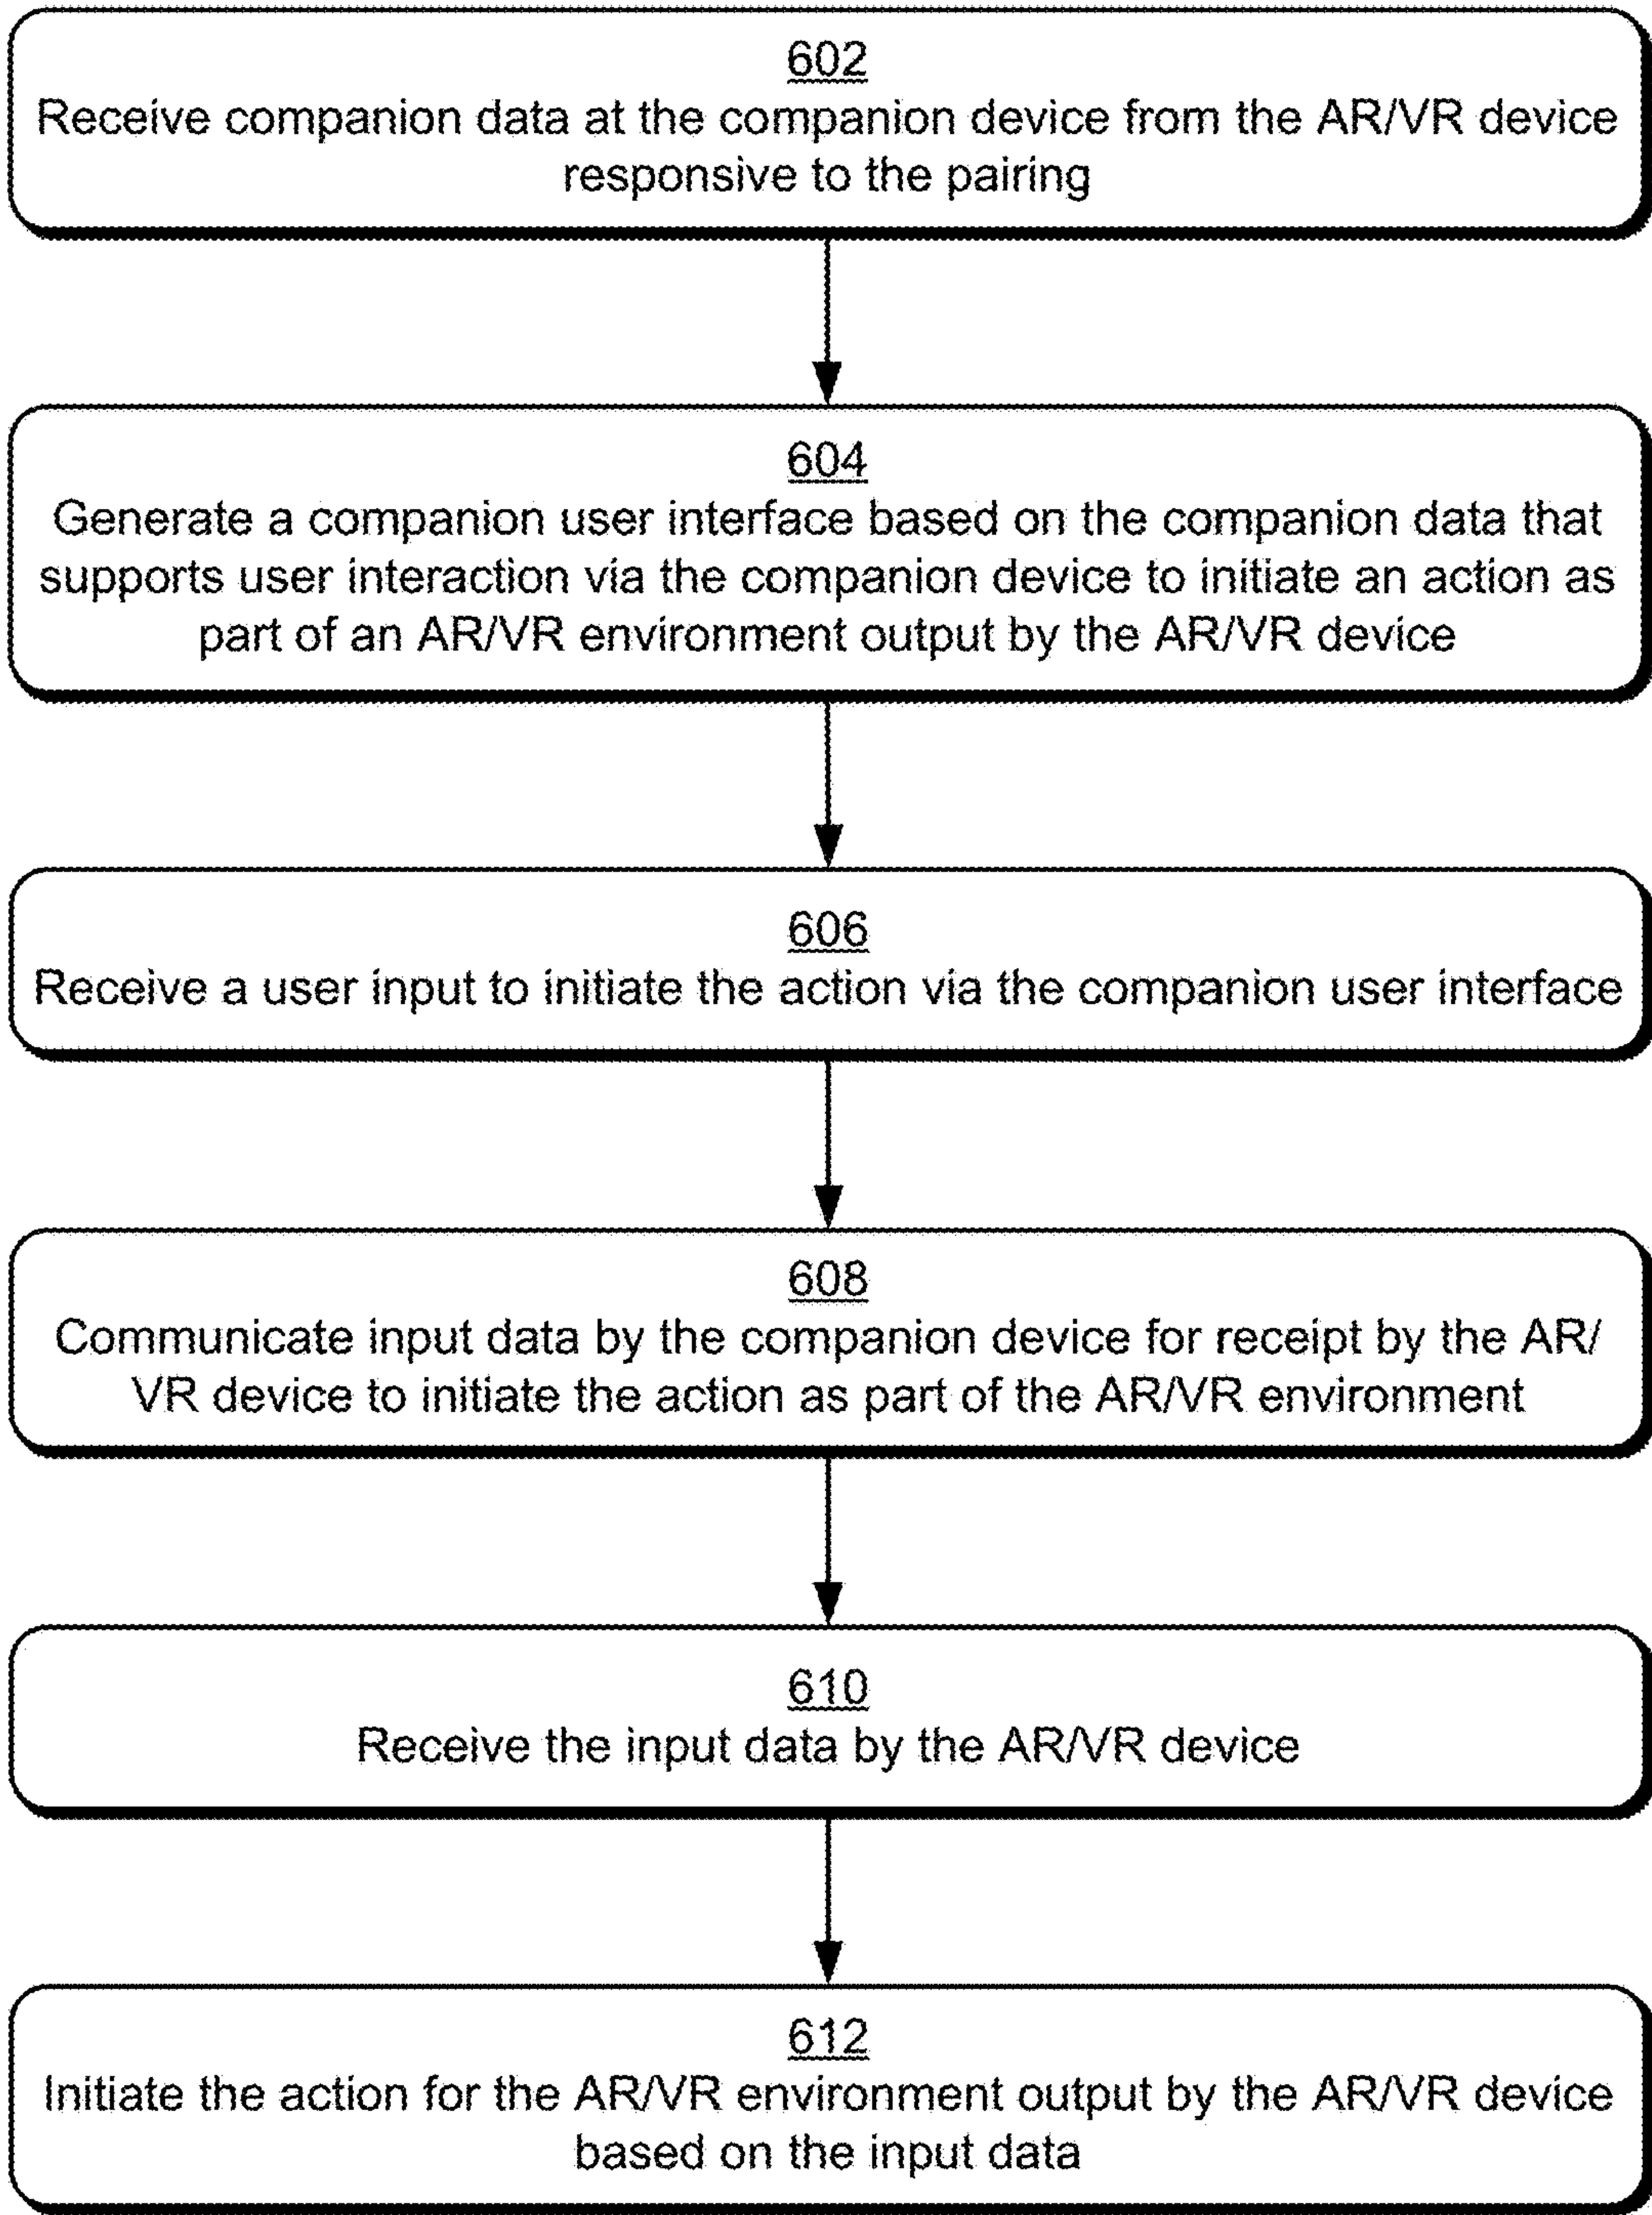 602
Receive companion data at the companion device from the AR/VR device
responsive to the pairing
604
Generate a companion user interface based on the companion data that
supports user interaction via the companion device to initiate an action as
part of an AR/VR environment output by the AR/VR device
606
Receive a user input to initiate the action via the companion user interface
608
Communicate input data by the companion device for receipt by the AR/
VR device to initiate the action as part of the AR/VR environment
610
Receive the input data by the AR/VR device
612
Initiate the action for the AR/VR environment output by the AR/VR device
based on the input data